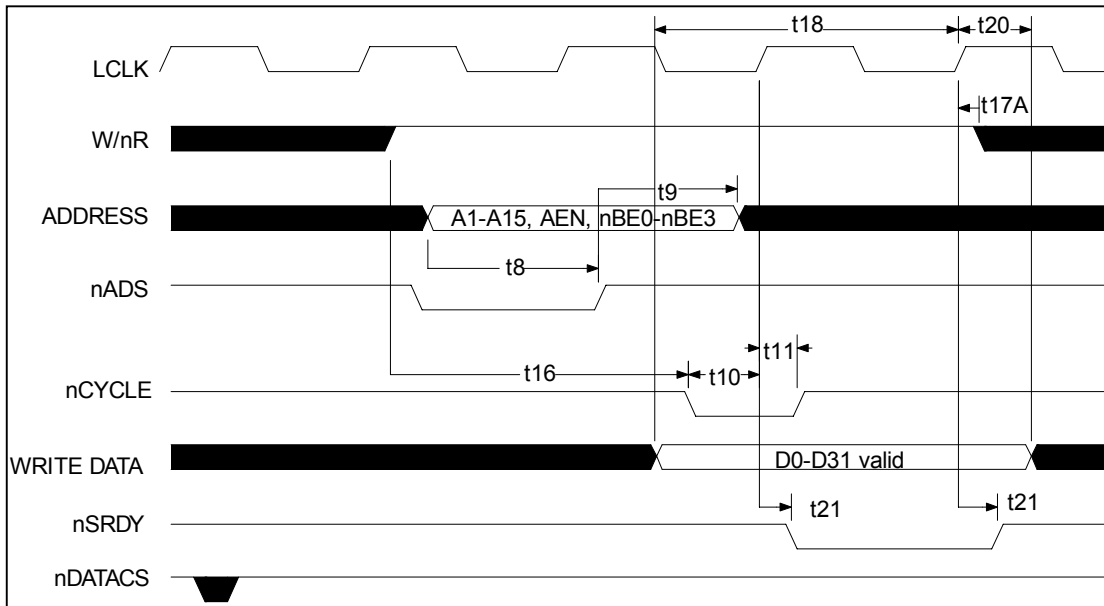 t18
t20
LCLK
t17A
W/nR
t9
ADDRESS
A1-A15, AEN, nBE0-nBE3
t8
nADS
t11
t16
t10
nCYCLE
WRITE DATA
D0-D31 valid
nSRDY
t21
t21
nDATACS